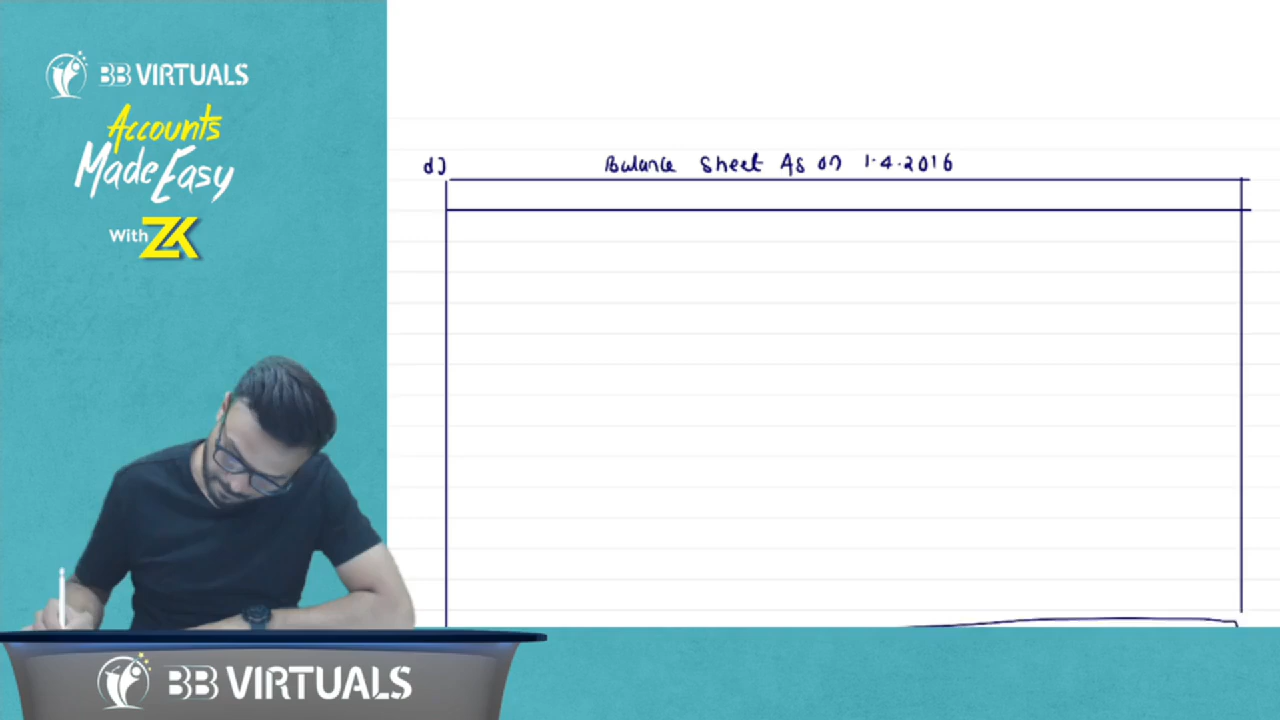 BB VIRTUALS
Accounts
Made Easy
With ZK
d) Balance Sheet As on 1.4.2016
BB VIRTUALS